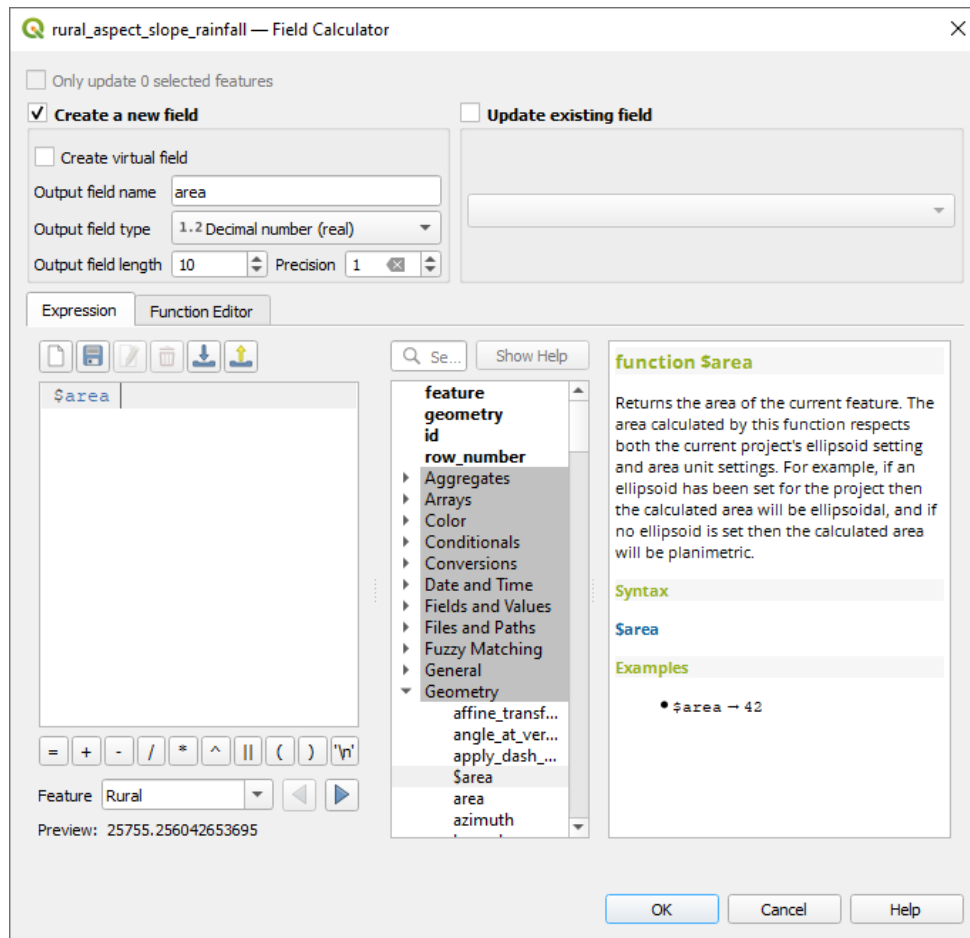 rural_aspect_slope_rainfall — Field Calculator
Only update 0 selected features
Create a new field
Update existing field
Create virtual field
Output field name area
Output field type 1.2 Decimal number (real)
Output field length 10 Precision 1
Expression Function Editor
Se... Show Help
$area
feature
geometry
id
row_number
Aggregates
Arrays
Color
Conditionals
Conversions
Date and Time
Fields and Values
Files and Paths
Fuzzy Matching
General
Geometry
affine_transf...
angle_at_ver...
apply_dash_...
$area
area
azimuth
function $area
Returns the area of the current feature. The
area calculated by this function respects
both the current project's ellipsoid setting
and area unit settings. For example, if an
ellipsoid has been set for the project then
the calculated area will be ellipsoidal, and if
no ellipsoid is set then the calculated area
will be planimetric.
Syntax
$area
Examples
● $area → 42
= + - / * ^ || ( ) '\n'
Feature Rural
Preview: 25755.256042653695
OK Cancel Help